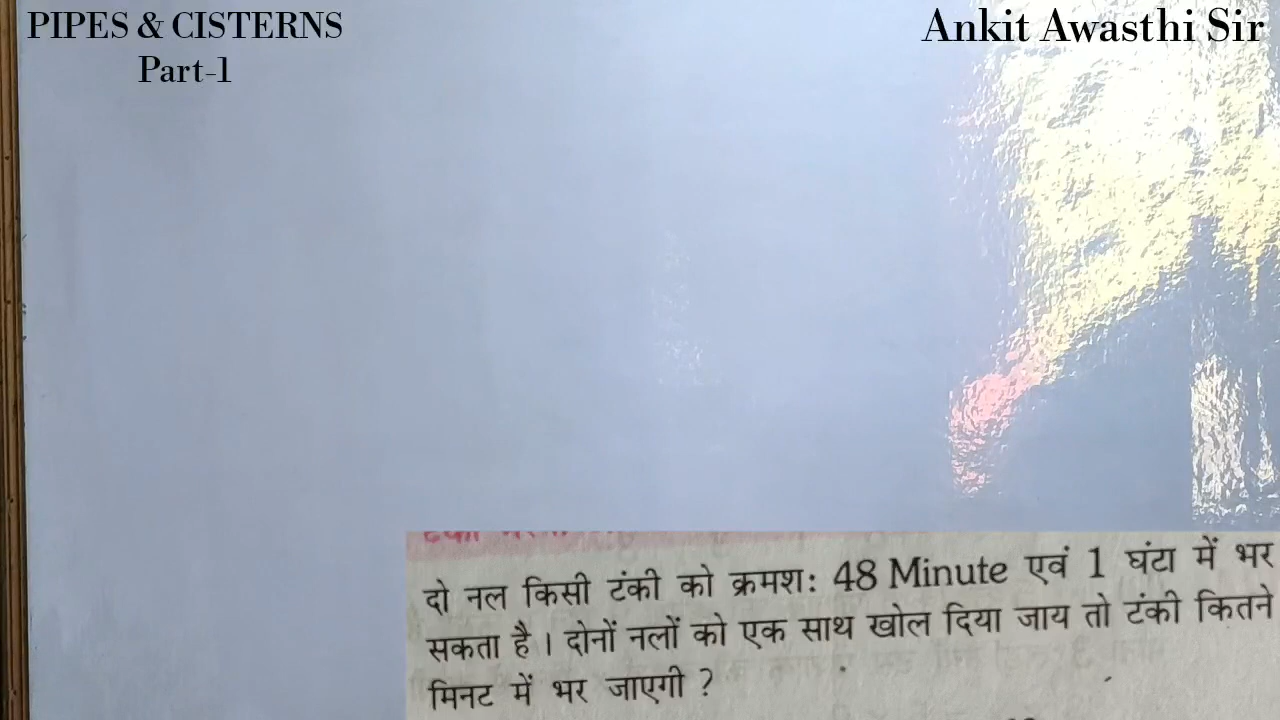 PIPES & CISTERNS
Part-1
Ankit Awasthi Sir
दो नल किसी टंकी को क्रमश: 48 Minute एवं 1 घंटा में भर
सकता है। दोनों नलों को एक साथ खोल दिया जाय तो टंकी कितने
मिनट में भर जाएगी ?